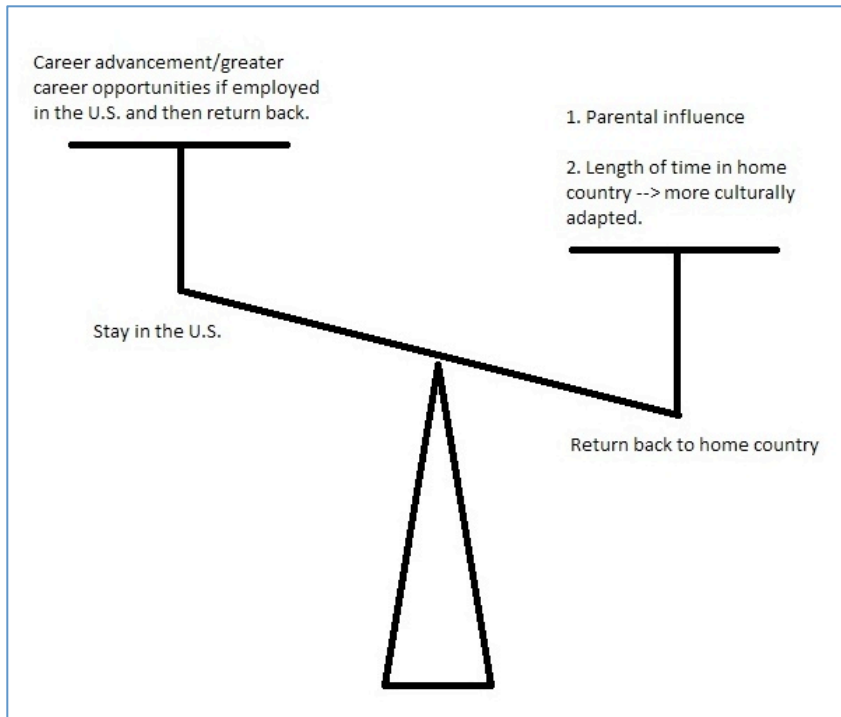 Career advancement/greater
career opportunities if employed
in the U.S. and then return back.
1. Parental influence
2. Length of time in home
country --> more culturally
adapted.
Stay in the U.S.
Return back to home country